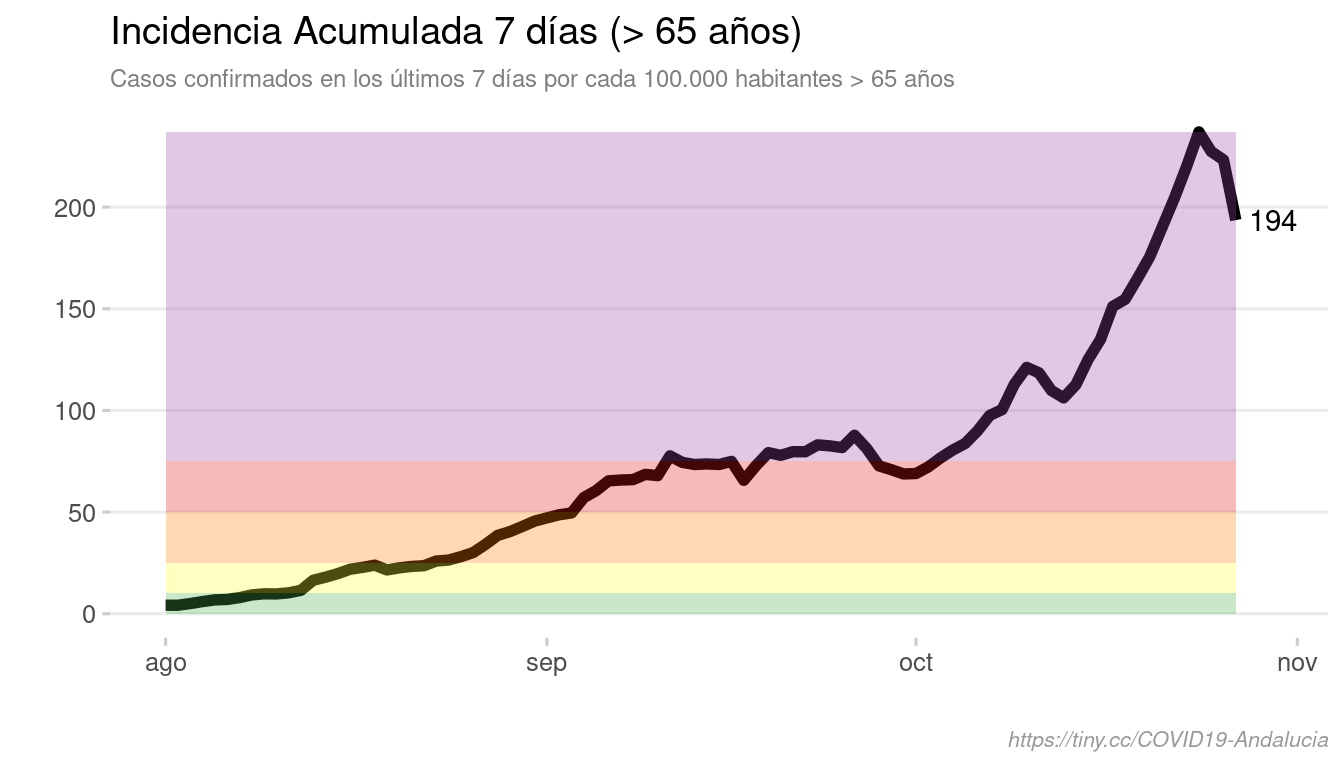 Incidencia Acumulada 7 días (> 65 años)
Casos confirmados en los últimos 7 días por cada 100.000 habitantes > 65 años
200
194
150
100
50
0
ago sep oct nov
https://tiny.cc/COVID19-Andalucia